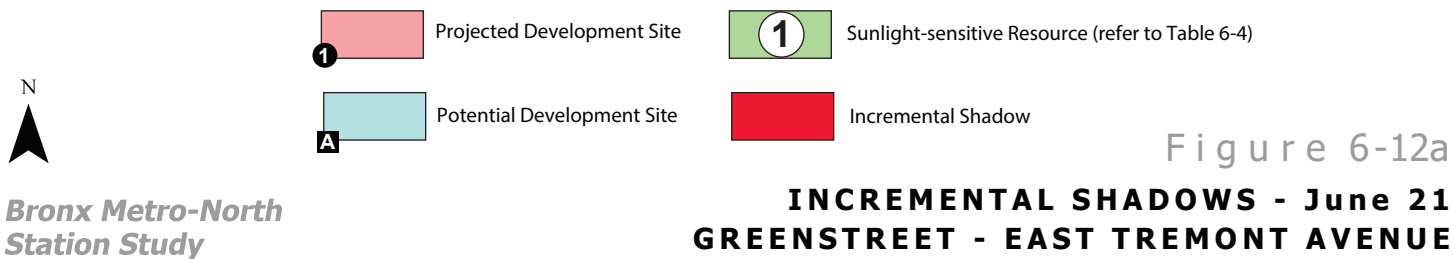 1 Projected Development Site
1 Sunlight-sensitive Resource (refer to Table 6-4)
N
A Potential Development Site
Incremental Shadow
Figure 6-12a
Bronx Metro-North
Station Study
INCREMENTAL SHADOWS - June 21
GREENSTREET - EAST TREMONT AVENUE